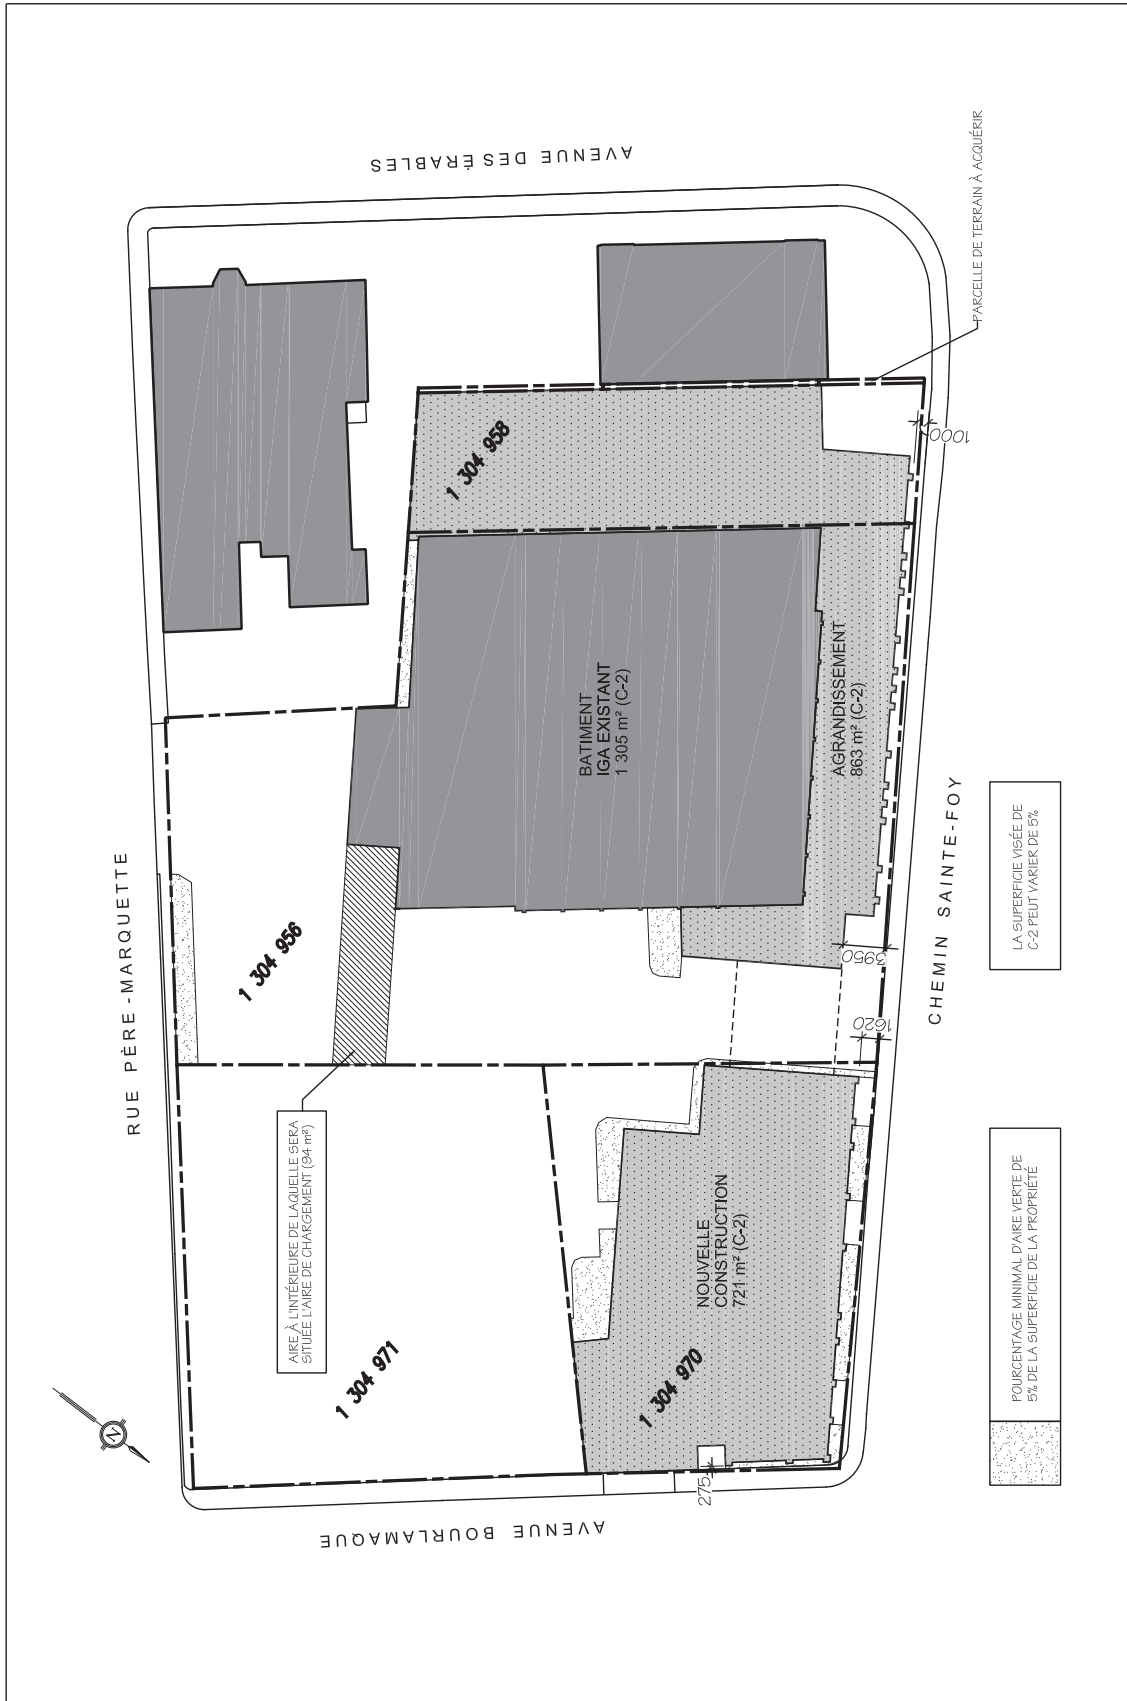 AVENUE DES ÉRABLES
PARCELLE DE TERRAIN À ACQUÉRIR
1 304 958
1000
RUE PÈRE-MARQUETTE
1 304 956
BATIMENT
IGA EXISTANT
1 305 m² (C-2)
AGRANDISSEMENT
863 m² (C-2)
CHEMIN SAINTE-FOY
3950
1620
LA SUPERFICIE VISÉE DE
C-2 PEUT VARIER DE 5%
AIRE À L'INTÉRIEURE DE LAQUELLE SERA
SITUÉE L'AIRE DE CHARGEMENT (94 m²)
1 304 971
NOUVELLE
CONSTRUCTION
721 m² (C-2)
1 304 970
275
N
AVENUE BOURLAMAQUE
POURCENTAGE MINIMAL D'AIRE VERTE DE
5% DE LA SUPERFICIE DE LA PROPRIÉTÉ